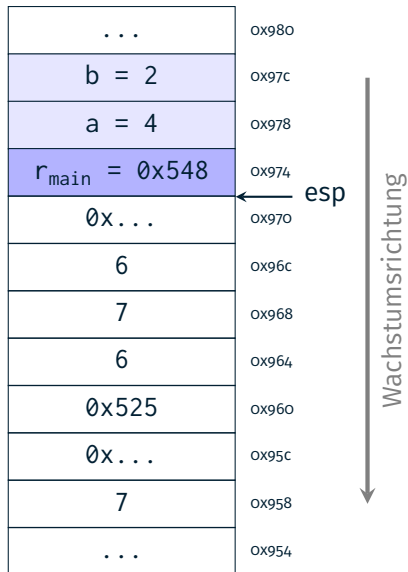 ... 0x980
b = 2 0x97c
a = 4 0x978
r_main = 0x548 0x974
esp
0x... 0x970
6 0x96c
7 0x968
6 0x964
0x525 0x960
0x... 0x95c
7 0x958
... 0x954
Wachstumsrichtung